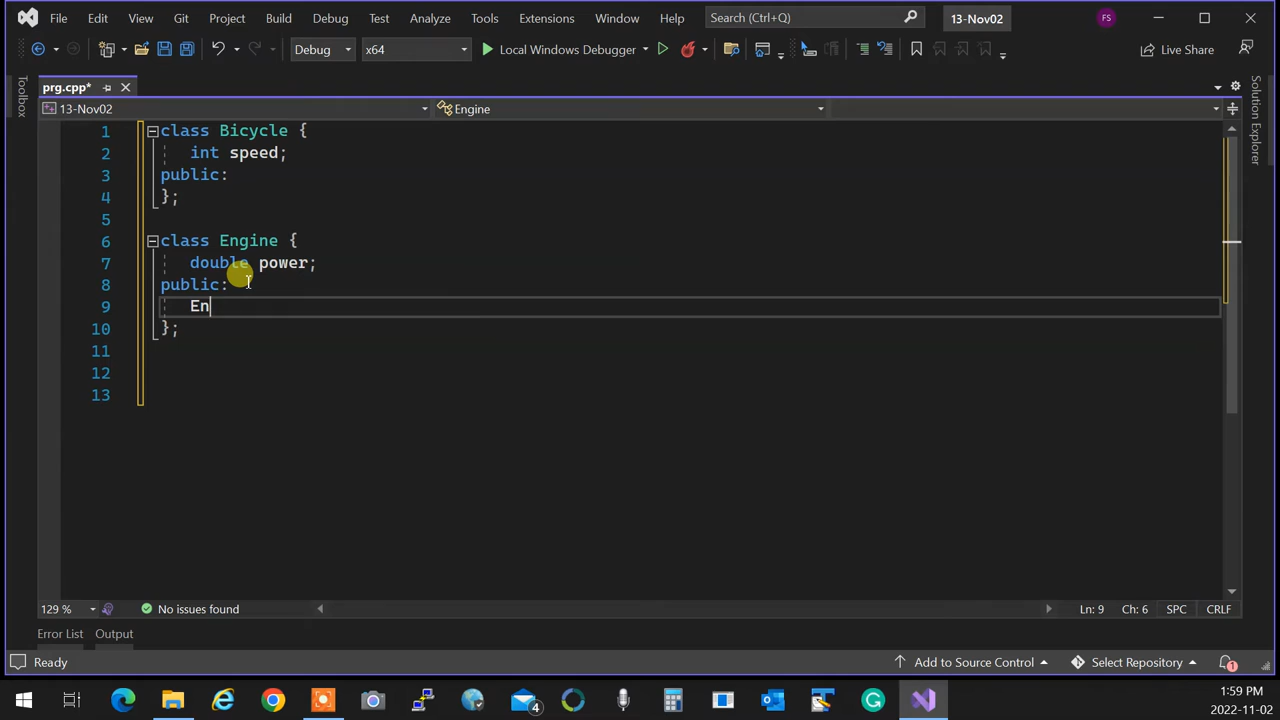 File Edit View Git Project Build Debug Test Analyze Tools Extensions Window Help Search (Ctrl+Q) 13-Nov02 FS
Debug x64 Local Windows Debugger Live Share
prg.cpp*
Toolbox
Solution Explorer
13-Nov02 Engine
1 class Bicycle {
2 int speed;
3 public:
4 };
5
6 class Engine {
7 double power;
8 public:
9 En
10 };
11
12
13
129 % No issues found Ln: 9 Ch: 6 SPC CRLF
Error List Output
Ready Add to Source Control Select Repository 1
4
1:59 PM
2022-11-02